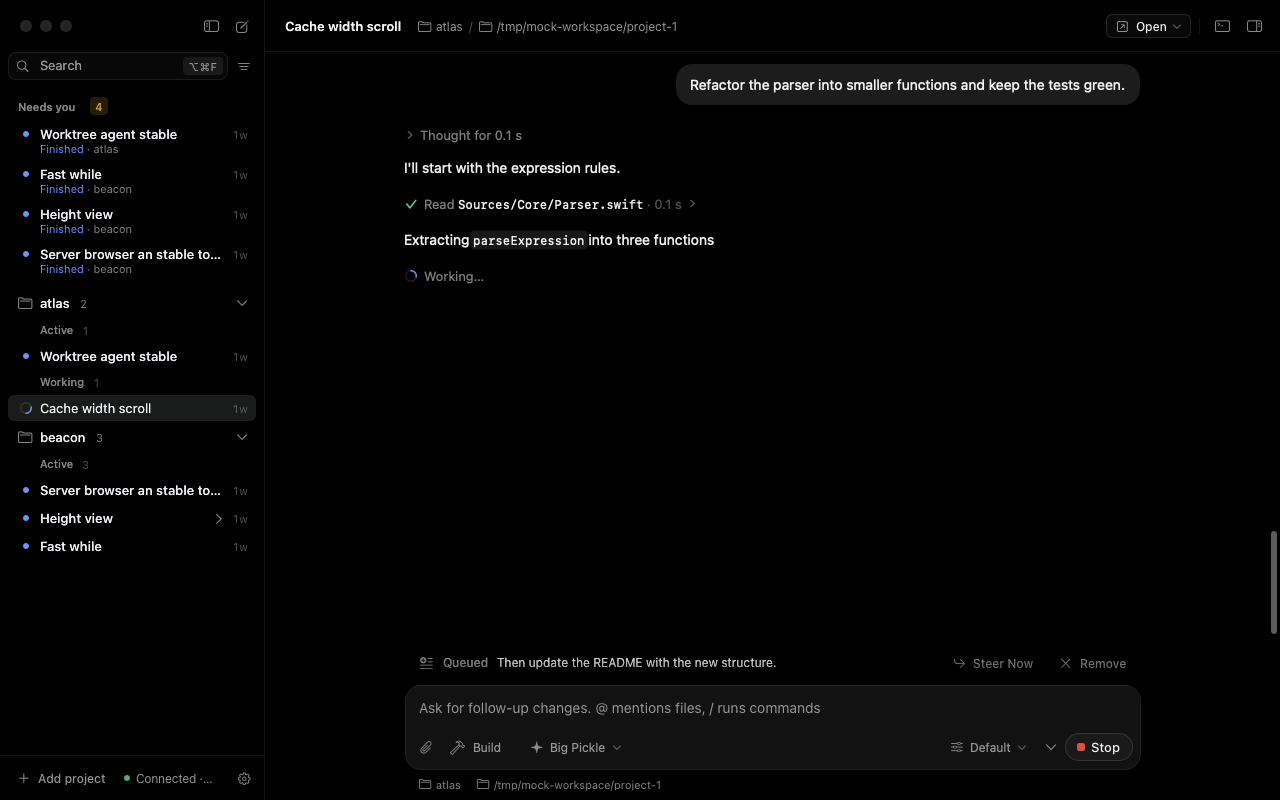 Cache width scroll
atlas / /tmp/mock-workspace/project-1
Open
Search ⌥⌘F
Needs you 4
Worktree agent stable 1w
Finished · atlas
Fast while 1w
Finished · beacon
Height view 1w
Finished · beacon
Server browser an stable to... 1w
Finished · beacon
atlas 2
Active 1
Worktree agent stable 1w
Working 1
Cache width scroll 1w
beacon 3
Active 3
Server browser an stable to... 1w
Height view 1w
Fast while 1w
Add project
Connected ·...
Refactor the parser into smaller functions and keep the tests green.
Thought for 0.1 s
I'll start with the expression rules.
Read Sources/Core/Parser.swift · 0.1 s
Extracting parseExpression into three functions
Working...
Queued Then update the README with the new structure.
Steer Now
Remove
Ask for follow-up changes. @ mentions files, / runs commands
Build
Big Pickle
Default
Stop
atlas /tmp/mock-workspace/project-1